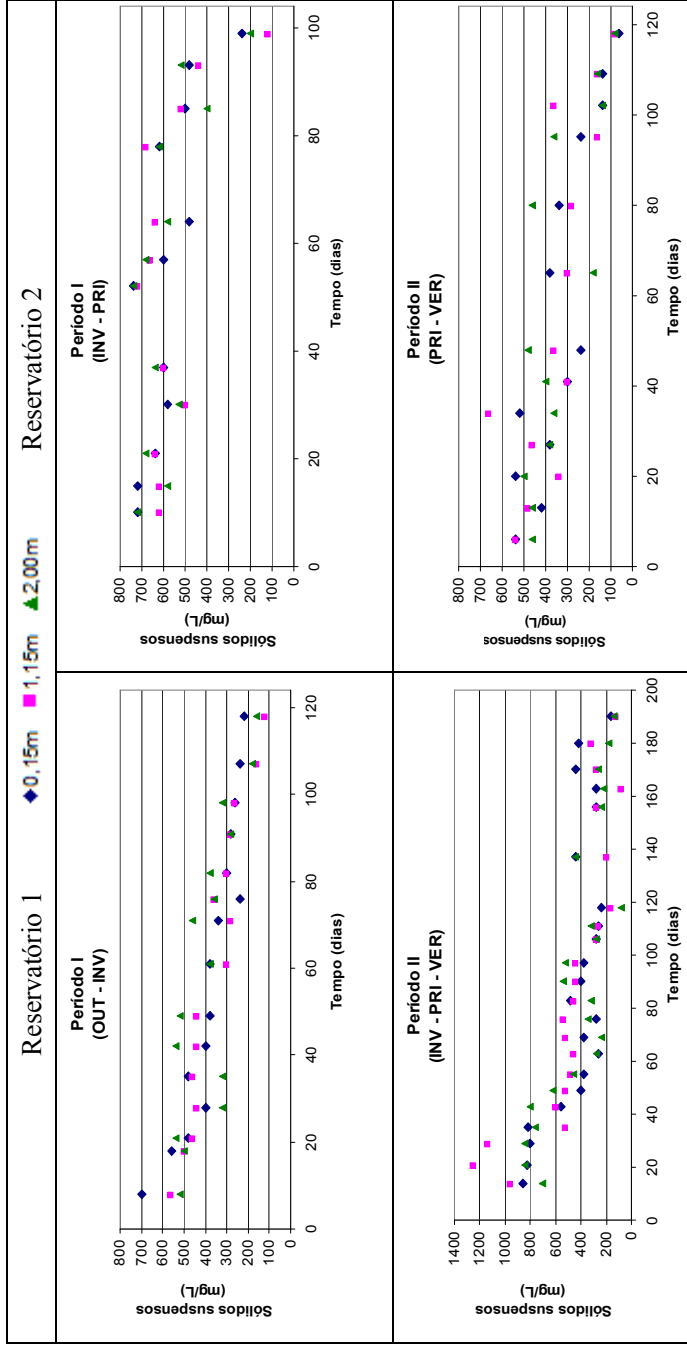 Reservatório 1 0,15m 1,15m 2,00m Reservatório 2
Período I
(OUT - INV)
Sólidos suspensos
(mg/L)
800
700
600
500
400
300
200
100
0
0 20 40 60 80 100 120
Tempo (dias)
Período I
(INV - PRI)
Sólidos suspensos
(mg/L)
800
700
600
500
400
300
200
100
0
0 20 40 60 80 100
Tempo (dias)
Período II
(INV - PRI - VER)
Sólidos suspensos
(mg/L)
1400
1200
1000
800
600
400
200
0
0 20 40 60 80 100 120 140 160 180 200
Tempo (dias)
Período II
(PRI - VER)
Sólidos suspensos
(mg/L)
800
700
600
500
400
300
200
100
0
0 20 40 60 80 100 120
Tempo (dias)